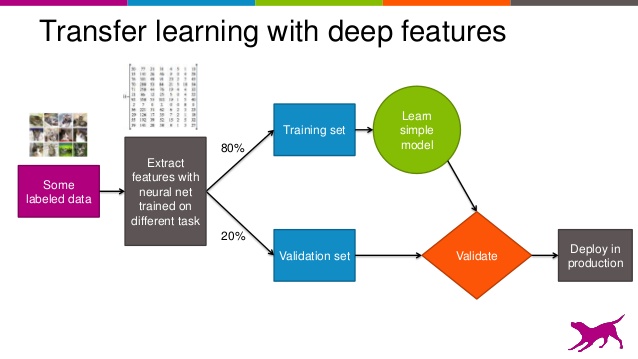 Transfer learning with deep features
Some
labeled data
Extract
features with
neural net
trained on
different task
80%
20%
Training set
Validation set
Learn
simple
model
Validate
Deploy in
production